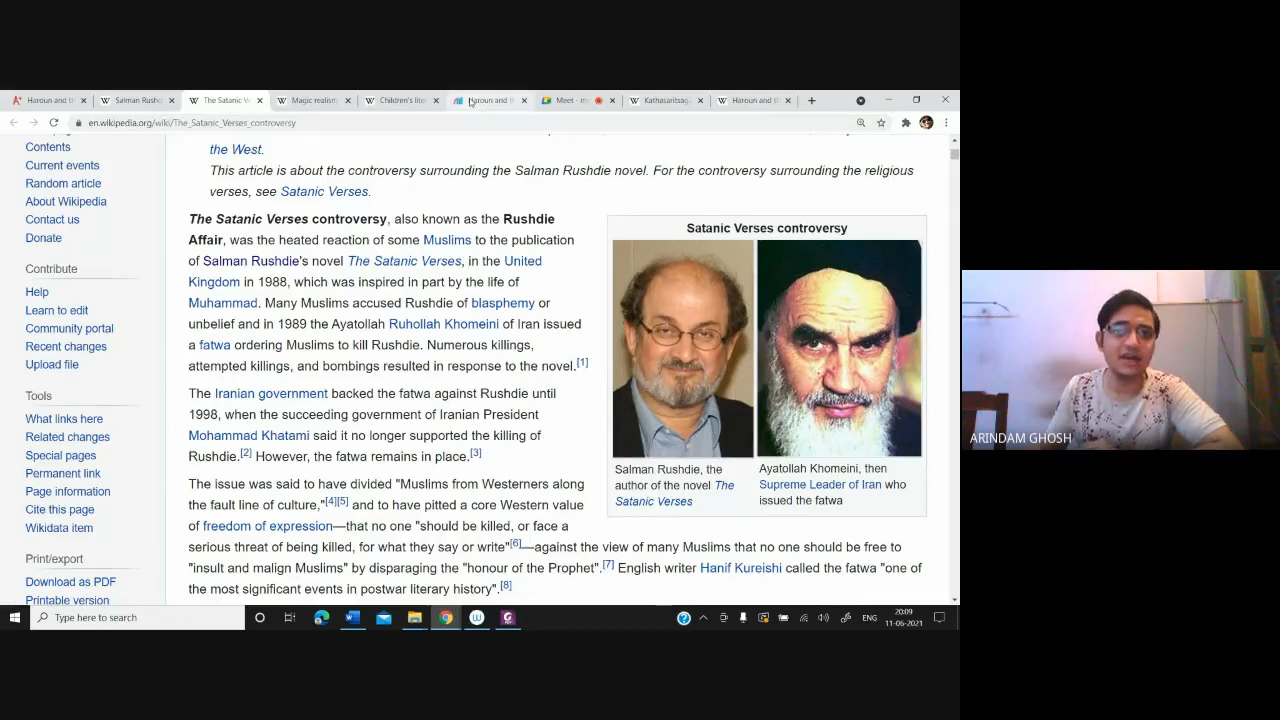 Haroun and th
Salman Rushd
The Satanic V
Magic realism
Children's lite
Haroun and th
Meet - m
Kathasaritsag
Haroun and th
en.wikipedia.org/wiki/The_Satanic_Verses_controversy
Contents
Current events
Random article
About Wikipedia
Contact us
Donate
Contribute
Help
Learn to edit
Community portal
Recent changes
Upload file
Tools
What links here
Related changes
Special pages
Permanent link
Page information
Cite this page
Wikidata item
Print/export
Download as PDF
Printable version
the West.
This article is about the controversy surrounding the Salman Rushdie novel. For the controversy surrounding the religious
verses, see Satanic Verses.
The Satanic Verses controversy, also known as the Rushdie
Affair, was the heated reaction of some Muslims to the publication
of Salman Rushdie's novel The Satanic Verses, in the United
Kingdom in 1988, which was inspired in part by the life of
Muhammad. Many Muslims accused Rushdie of blasphemy or
unbelief and in 1989 the Ayatollah Ruhollah Khomeini of Iran issued
a fatwa ordering Muslims to kill Rushdie. Numerous killings,
attempted killings, and bombings resulted in response to the novel.[1]
The Iranian government backed the fatwa against Rushdie until
1998, when the succeeding government of Iranian President
Mohammad Khatami said it no longer supported the killing of
Rushdie.[2] However, the fatwa remains in place.[3]
The issue was said to have divided "Muslims from Westerners along
the fault line of culture,"[4][5] and to have pitted a core Western value
of freedom of expression—that no one "should be killed, or face a
serious threat of being killed, for what they say or write"[6]—against the view of many Muslims that no one should be free to
"insult and malign Muslims" by disparaging the "honour of the Prophet".[7] English writer Hanif Kureishi called the fatwa "one of
the most significant events in postwar literary history".[8]
Satanic Verses controversy
Salman Rushdie, the
author of the novel The
Satanic Verses
Ayatollah Khomeini, then
Supreme Leader of Iran who
issued the fatwa
ARINDAM GHOSH
Type here to search
ENG
20:09
11-06-2021